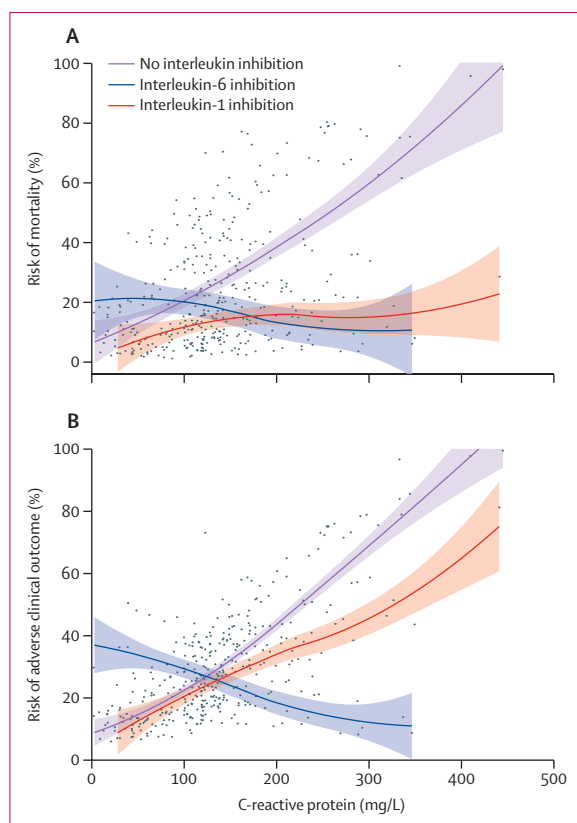 A
100
80
60
40
20
0
Risk of mortality (%)
No interleukin inhibition
Interleukin-6 inhibition
Interleukin-1 inhibition
B
100
80
60
40
20
0
Risk of adverse clinical outcome (%)
0 100 200 300 400 500
C-reactive protein (mg/L)